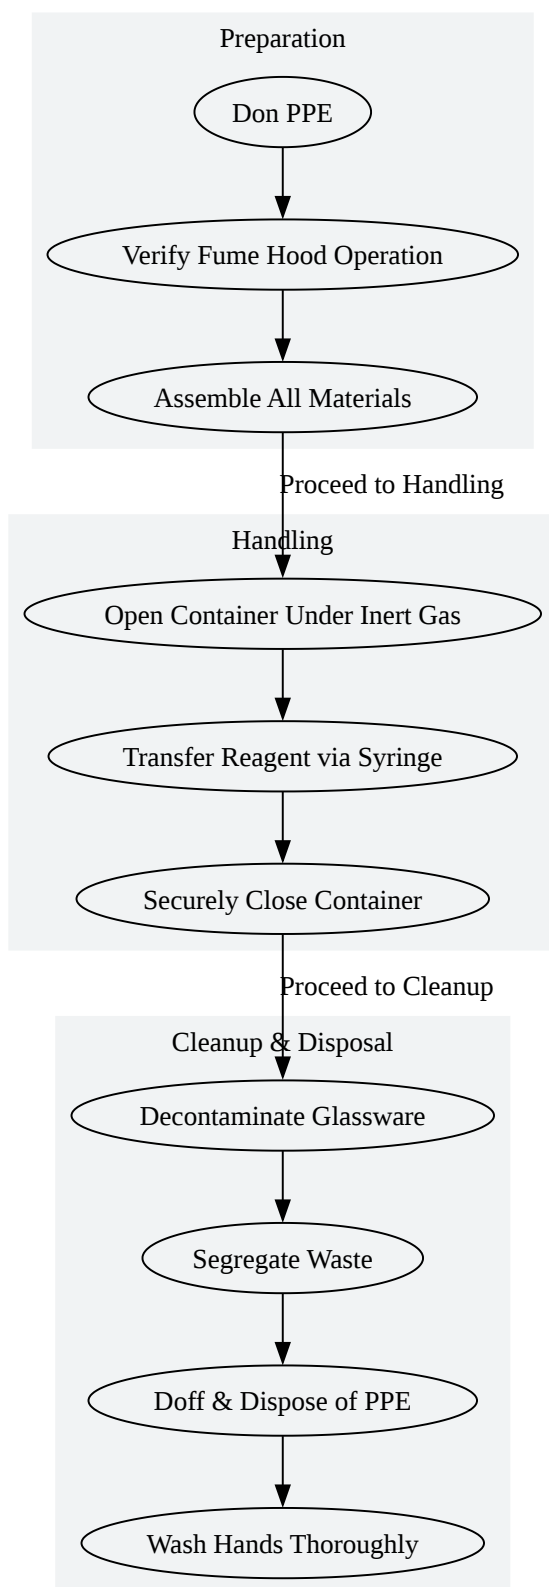 Preparation
Don PPE
Verify Fume Hood Operation
Assemble All Materials
Proceed to Handling
Handling
Open Container Under Inert Gas
Transfer Reagent via Syringe
Securely Close Container
Proceed to Cleanup
Cleanup & Disposal
Decontaminate Glassware
Segregate Waste
Doff & Dispose of PPE
Wash Hands Thoroughly